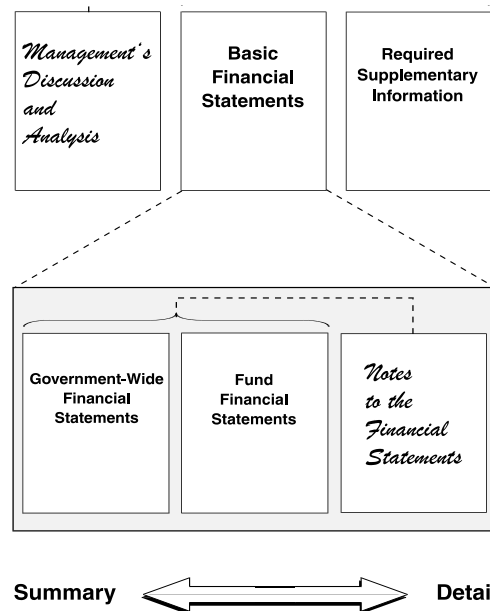 Management's
Discussion
and
Analysis
Basic
Financial
Statements
Required
Supplementary
Information
Government-Wide
Financial
Statements
Fund
Financial
Statements
Notes
to the
Financial
Statements
Summary
Detai